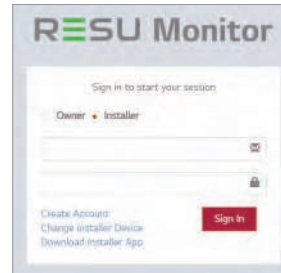 RESU Monitor
Sign in to start your session
Owner Installer
Create Account
Sign In
Change Installer Device
Download Installer App